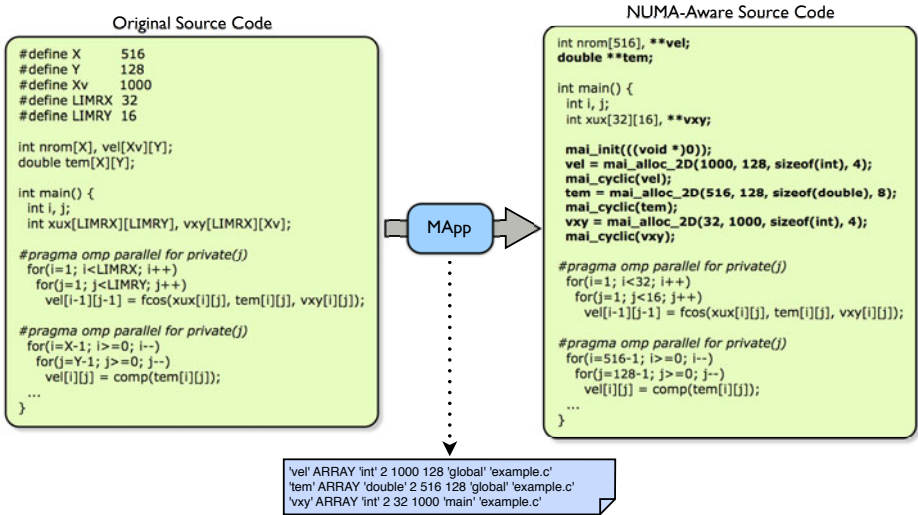 Original Source Code
#define X 516
#define Y 128
#define Xv 1000
#define LIMRX 32
#define LIMRY 16
int nrom[X], vel[Xv][Y];
double tem[X][Y];
int main() {
int i, j;
int xux[LIMRX][LIMRY], vxy[LIMRX][Xv];
#pragma omp parallel for private(j)
for(i=1; i<LIMRX; i++)
for(j=1; j<LIMRY; j++)
vel[i-1][j-1] = fcos(xux[i][j], tem[i][j], vxy[i][j]);
#pragma omp parallel for private(j)
for(i=X-1; i>=0; i--)
for(j=Y-1; j>=0; j--)
vel[i][j] = comp(tem[i][j]);
...
}
MApp
NUMA-Aware Source Code
int nrom[516], **vel;
double **tem;
int main() {
int i, j;
int xux[32][16], **vxy;
mai_init(((void *)0));
vel = mai_alloc_2D(1000, 128, sizeof(int), 4);
mai_cyclic(vel);
tem = mai_alloc_2D(516, 128, sizeof(double), 8);
mai_cyclic(tem);
vxy = mai_alloc_2D(32, 1000, sizeof(int), 4);
mai_cyclic(vxy);
#pragma omp parallel for private(j)
for(i=1; i<32; i++)
for(j=1; j<16; j++)
vel[i-1][j-1] = fcos(xux[i][j], tem[i][j], vxy[i][j]);
#pragma omp parallel for private(j)
for(i=516-1; i>=0; i--)
for(j=128-1; j>=0; j--)
vel[i][j] = comp(tem[i][j]);
...
}
'vel' ARRAY 'int' 2 1000 128 'global' 'example.c'
'tem' ARRAY 'double' 2 516 128 'global' 'example.c'
'vxy' ARRAY 'int' 2 32 1000 'main' 'example.c'